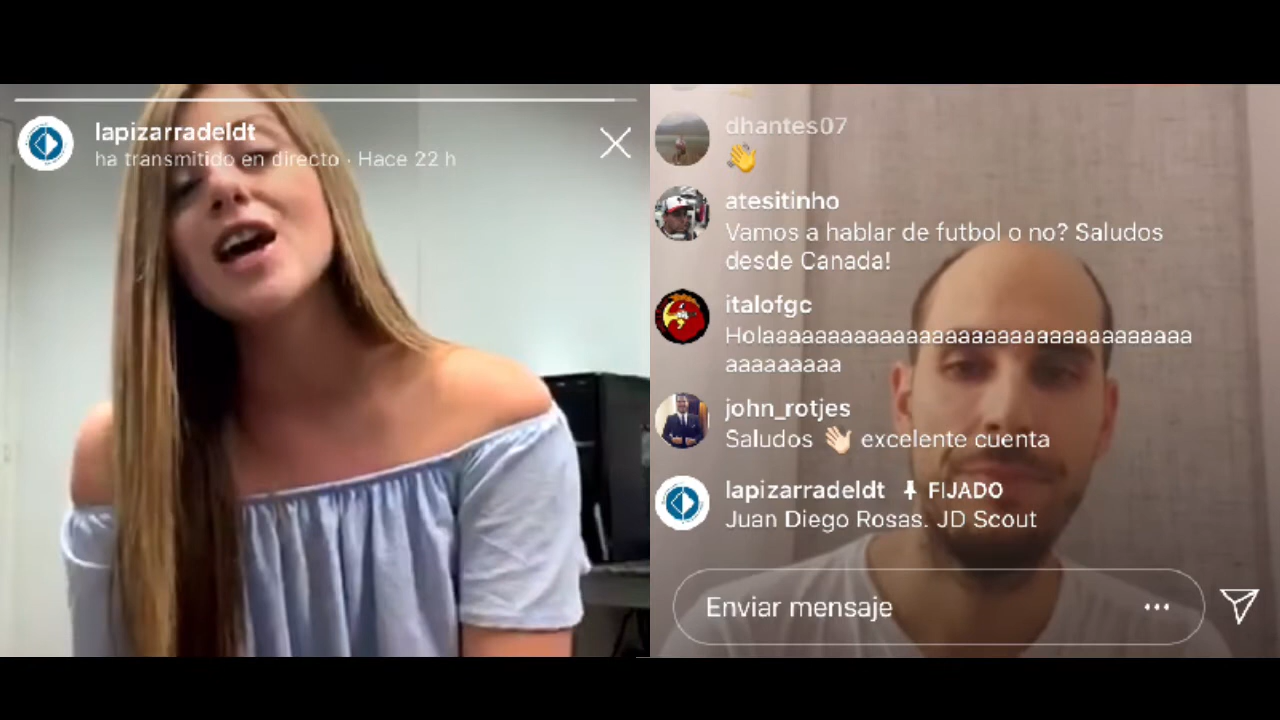 lapizarradeldt
ha transmitido en directo · Hace 22 h
dhantes07
👋
atesitinho
Vamos a hablar de futbol o no? Saludos
desde Canada!
italofgc
Holaaaaaaaaaaaaaaaaaaaaaaaaaaaaaaaaa
aaaaaaaaa
john_rotjes
Saludos 👋🏻 excelente cuenta
lapizarradeldt 📌 FIJADO
Juan Diego Rosas. JD Scout
Enviar mensaje